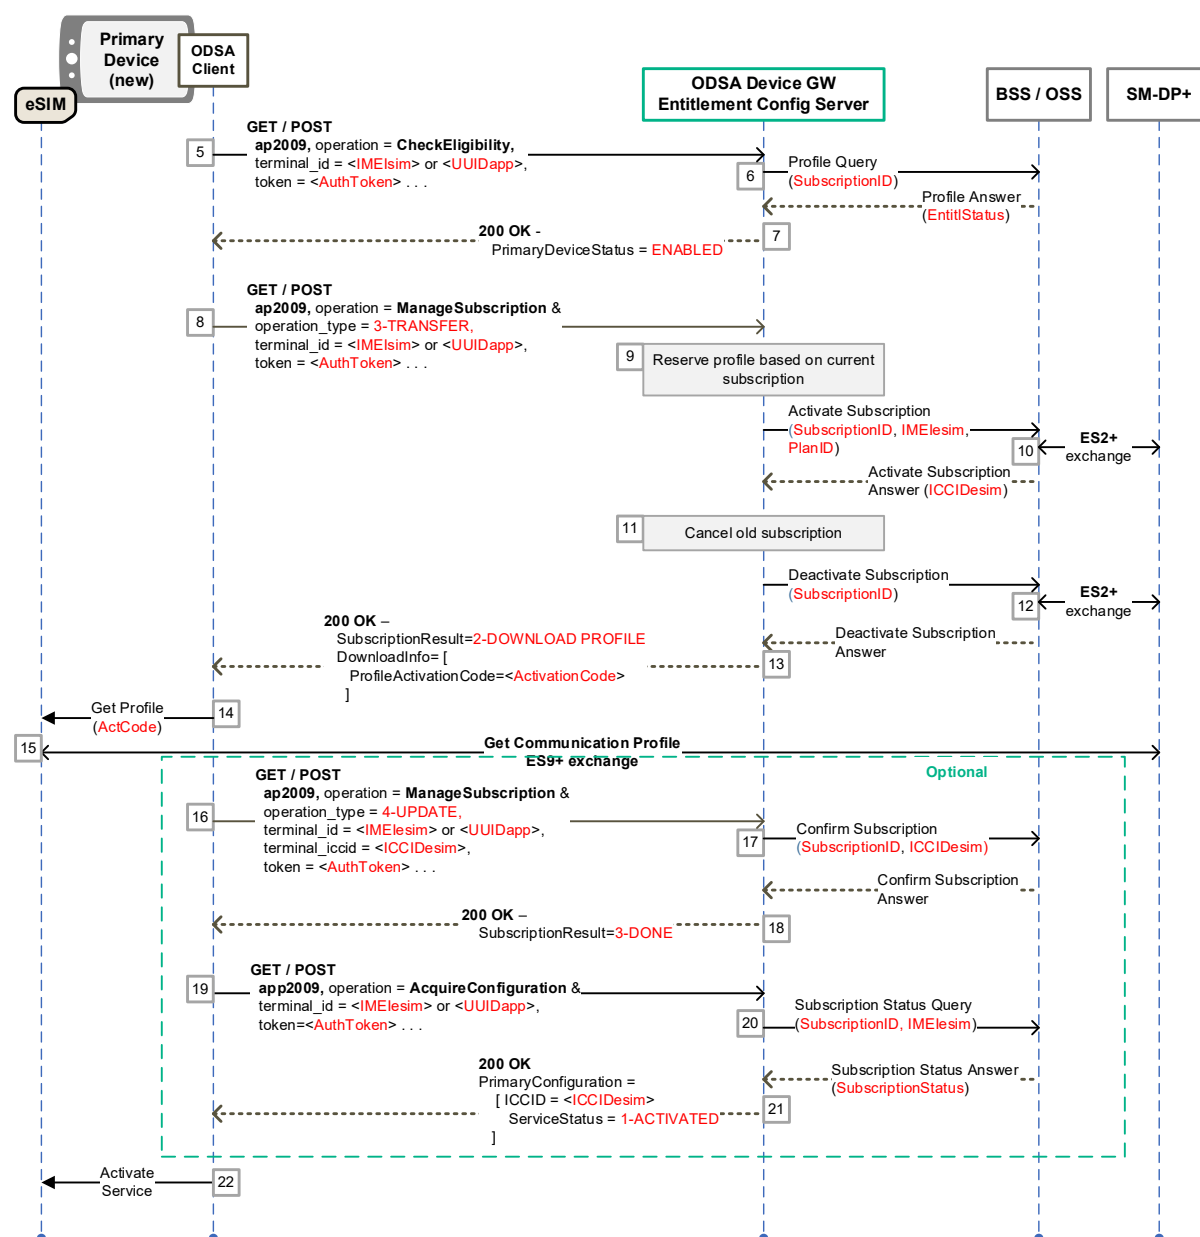 Primary
Device
(new)
ODSA
Client
eSIM
ODSA Device GW
Entitlement Config Server
BSS / OSS
SM-DP+
GET / POST
5
ap2009, operation = CheckEligibility,
terminal_id = <IMEIsim> or <UUIDapp>,
token = <AuthToken> . . .
6
Profile Query
(SubscriptionID)
Profile Answer
(EntitlStatus)
7
200 OK -
PrimaryDeviceStatus = ENABLED
GET / POST
8
ap2009, operation = ManageSubscription &
operation_type = 3-TRANSFER,
terminal_id = <IMEIsim> or <UUIDapp>,
token = <AuthToken> . . .
9
Reserve profile based on current
subscription
Activate Subscription
(SubscriptionID, IMEIesim,
PlanID)
10
ES2+
exchange
Activate Subscription
Answer (ICCIDesim)
11
Cancel old subscription
Deactivate Subscription
(SubscriptionID)
12
ES2+
exchange
Deactivate Subscription
Answer
13
200 OK –
SubscriptionResult=2-DOWNLOAD PROFILE
DownloadInfo= [
ProfileActivationCode=<ActivationCode>
]
Get Profile
(ActCode)
14
15
Get Communication Profile
ES9+ exchange
Optional
GET / POST
16
ap2009, operation = ManageSubscription &
operation_type = 4-UPDATE,
terminal_id = <IMEIesim> or <UUIDapp>,
terminal_iccid = <ICCIDesim>,
token = <AuthToken> . . .
17
Confirm Subscription
(SubscriptionID, ICCIDesim)
Confirm Subscription
Answer
18
200 OK –
SubscriptionResult=3-DONE
GET / POST
19
app2009, operation = AcquireConfiguration &
terminal_id = <IMEIesim> or <UUIDapp>,
token=<AuthToken> . . .
20
Subscription Status Query
(SubscriptionID, IMEIesim)
Subscription Status Answer
(SubscriptionStatus)
21
200 OK
PrimaryConfiguration =
[ ICCID = <ICCIDesim>
ServiceStatus = 1-ACTIVATED
]
Activate
Service
22